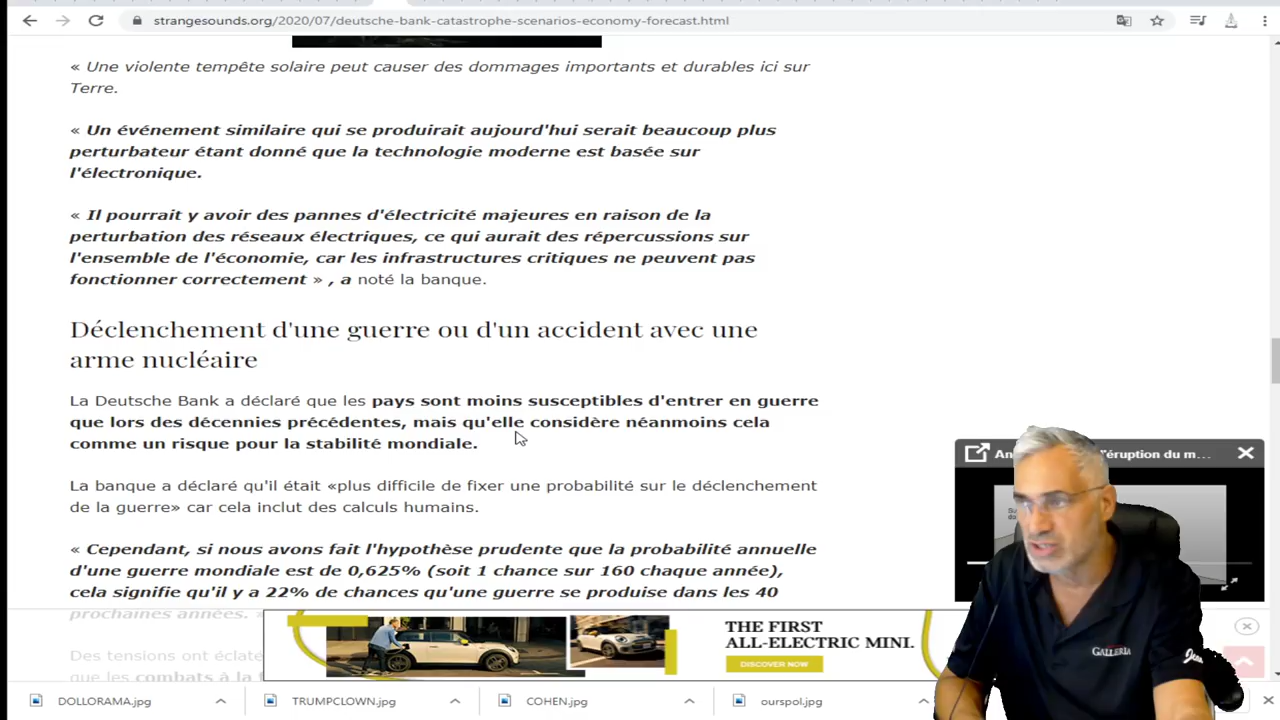 strangesounds.org/2020/07/deutsche-bank-catastrophe-scenarios-economy-forecast.html
« Une violente tempête solaire peut causer des dommages importants et durables ici sur
Terre.
« Un événement similaire qui se produirait aujourd'hui serait beaucoup plus
perturbateur étant donné que la technologie moderne est basée sur
l'électronique.
« Il pourrait y avoir des pannes d'électricité majeures en raison de la
perturbation des réseaux électriques, ce qui aurait des répercussions sur
l'ensemble de l'économie, car les infrastructures critiques ne peuvent pas
fonctionner correctement » , a noté la banque.
Déclenchement d'une guerre ou d'un accident avec une
arme nucléaire
La Deutsche Bank a déclaré que les pays sont moins susceptibles d'entrer en guerre
que lors des décennies précédentes, mais qu'elle considère néanmoins cela
comme un risque pour la stabilité mondiale.
La banque a déclaré qu'il était «plus difficile de fixer une probabilité sur le déclenchement
de la guerre» car cela inclut des calculs humains.
« Cependant, si nous avons fait l'hypothèse prudente que la probabilité annuelle
d'une guerre mondiale est de 0,625% (soit 1 chance sur 160 chaque année),
cela signifie qu'il y a 22% de chances qu'une guerre se produise dans les 40
prochaines années. »
Des tensions ont éclaté
que les combats à la f
l'éruption du m...
THE FIRST
ALL-ELECTRIC MINI.
DISCOVER NOW
GALLERIA
Jean
DOLLORAMA.jpg
TRUMPCLOWN.jpg
COHEN.jpg
ourspol.jpg